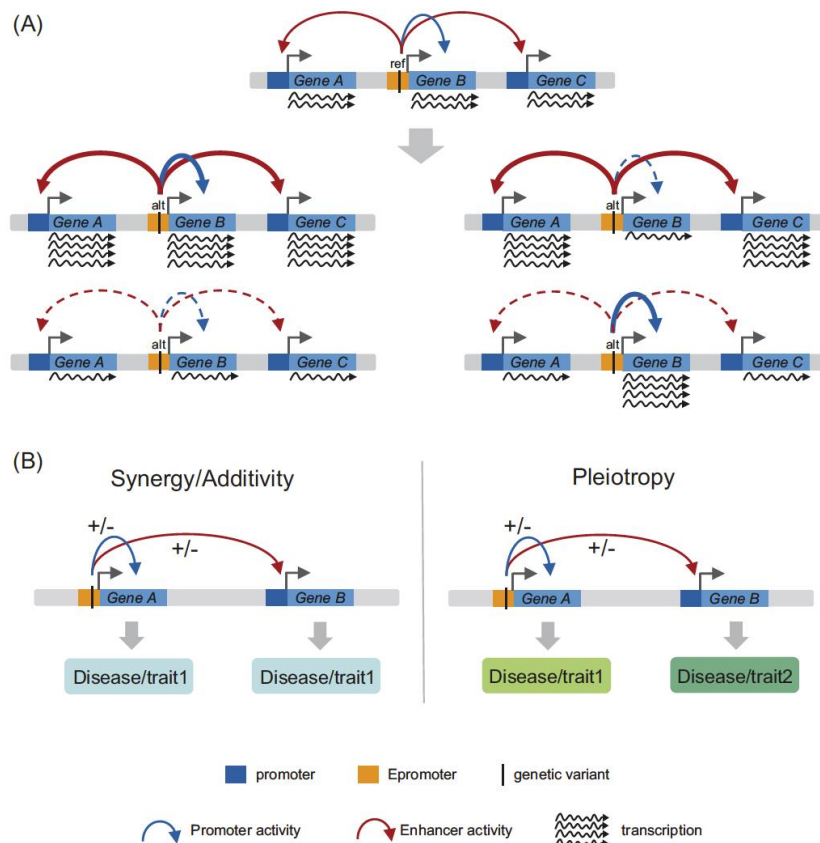 (A)
ref
Gene A
Gene B
Gene C
alt
Gene A
Gene B
Gene C
alt
Gene A
Gene B
Gene C
alt
Gene A
Gene B
Gene C
alt
Gene A
Gene B
Gene C
(B)
Synergy/Additivity
+/-
+/-
Gene A
Gene B
Disease/trait1
Disease/trait1
Pleiotropy
+/-
+/-
Gene A
Gene B
Disease/trait1
Disease/trait2
promoter
Epromoter
genetic variant
Promoter activity
Enhancer activity
transcription